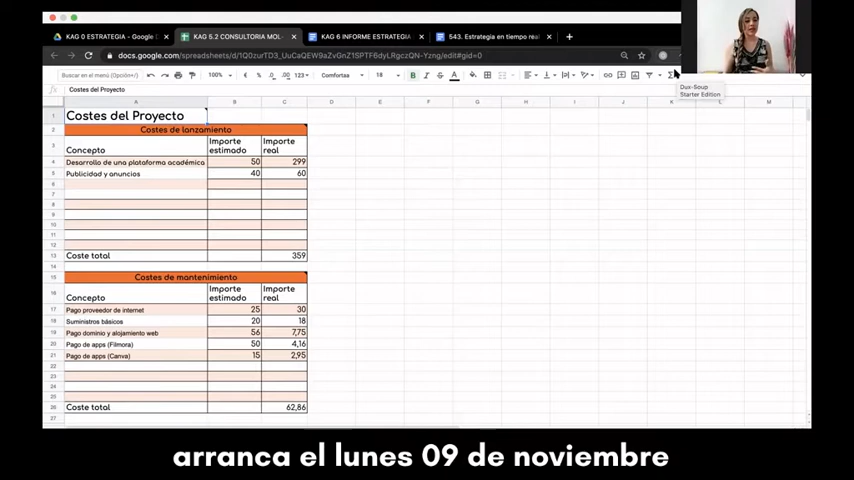 KAG 0 ESTRATEGIA - Google D
KAG 5.2 CONSULTORIA MOL-
KAG 6 INFORME ESTRATEGIA
543. Estrategia en tiempo real
docs.google.com/spreadsheets/d/1Q0zurTD3_UuCaQEW9aZvGnZ1SPTF6dyLRgczQN-Yzng/edit#gid=0
Buscar en el menú (Opción+/)
100%
€ % .0 .00 123
Comfortaa
18
B I S A
Dux-Soup
Starter Edition
fx Costes del Proyecto
A B C D E F G H I J K L M
1 Costes del Proyecto
2 Costes de lanzamiento
3 Concepto Importe estimado Importe real
4 Desarrollo de una plataforma académica 50 299
5 Publicidad y anuncios 40 60
6
7
8
9
10
11
12
13 Coste total 359
14
15 Costes de mantenimiento
16 Concepto Importe estimado Importe real
17 Pago proveedor de internet 25 30
18 Suministros básicos 20 18
19 Pago dominio y alojamiento web 56 7,75
20 Pago de apps (Filmora) 50 4,16
21 Pago de apps (Canva) 15 2,95
22
23
24
25
26 Coste total 62,86
27
arranca el lunes 09 de noviembre